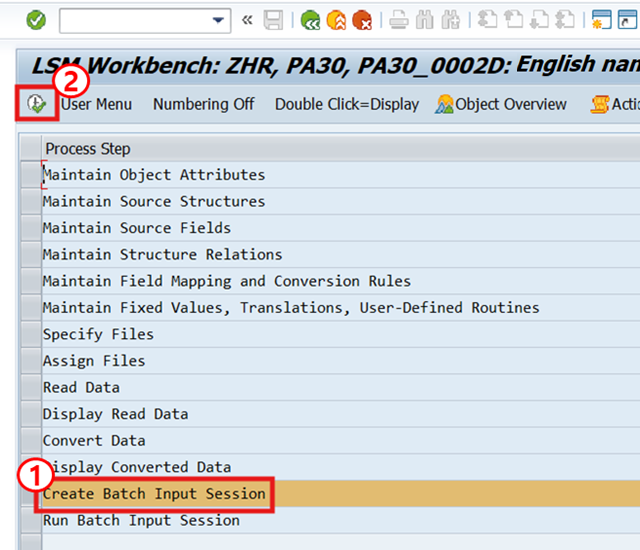 LSM Workbench: ZHR, PA30, PA30_0002D: English nam
2
User Menu Numbering Off Double Click=Display Object Overview Actio
Process Step
Maintain Object Attributes
Maintain Source Structures
Maintain Source Fields
Maintain Structure Relations
Maintain Field Mapping and Conversion Rules
Maintain Fixed Values, Translations, User-Defined Routines
Specify Files
Assign Files
Read Data
Display Read Data
Convert Data
1
Display Converted Data
Create Batch Input Session
Run Batch Input Session